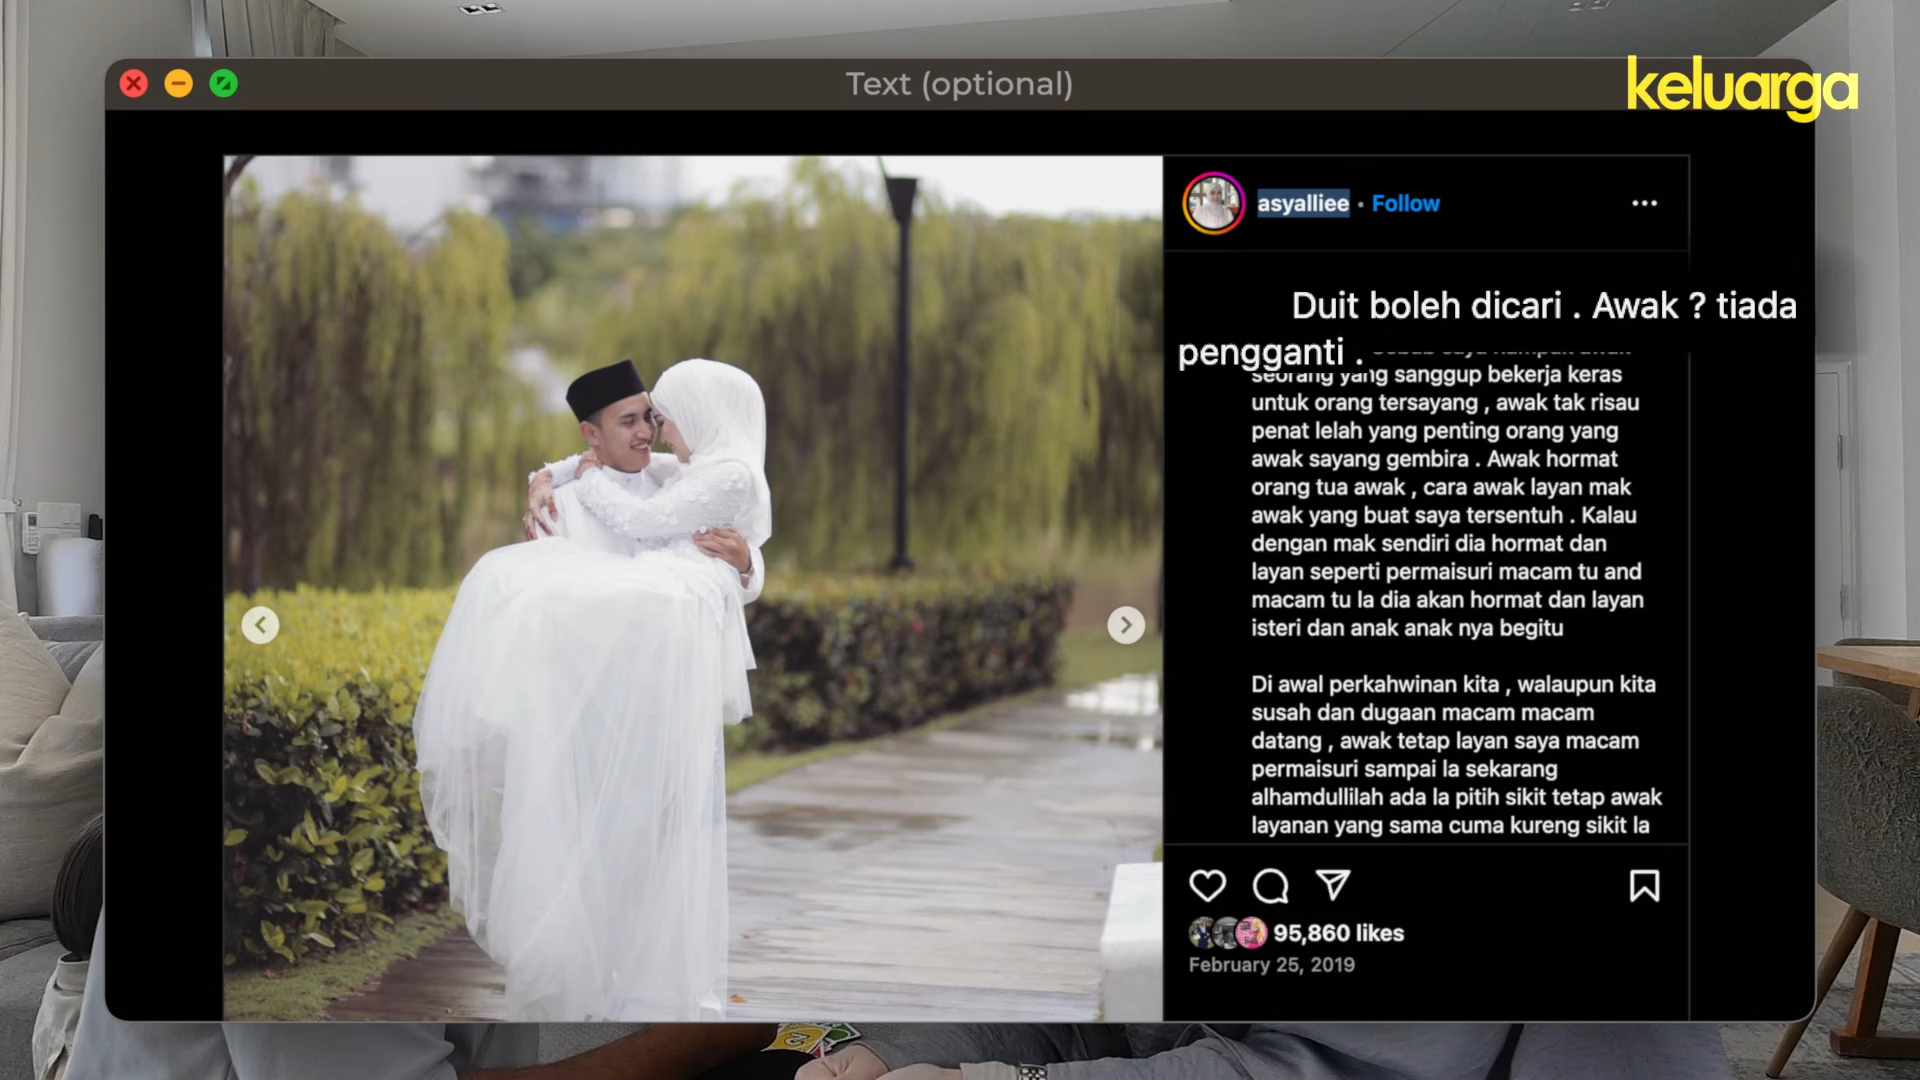 Text (optional)
keluarga
asyalliee • Follow
Duit boleh dicari . Awak ? tiada
pengganti .
seorang yang sanggup bekerja keras
untuk orang tersayang , awak tak risau
penat lelah yang penting orang yang
awak sayang gembira . Awak hormat
orang tua awak , cara awak layan mak
awak yang buat saya tersentuh . Kalau
dengan mak sendiri dia hormat dan
layan seperti permaisuri macam tu and
macam tu la dia akan hormat dan layan
isteri dan anak anak nya begitu
Di awal perkahwinan kita , walaupun kita
susah dan dugaan macam macam
datang , awak tetap layan saya macam
permaisuri sampai la sekarang
alhamdullilah ada la pitih sikit tetap awak
layanan yang sama cuma kureng sikit la
95,860 likes
February 25, 2019